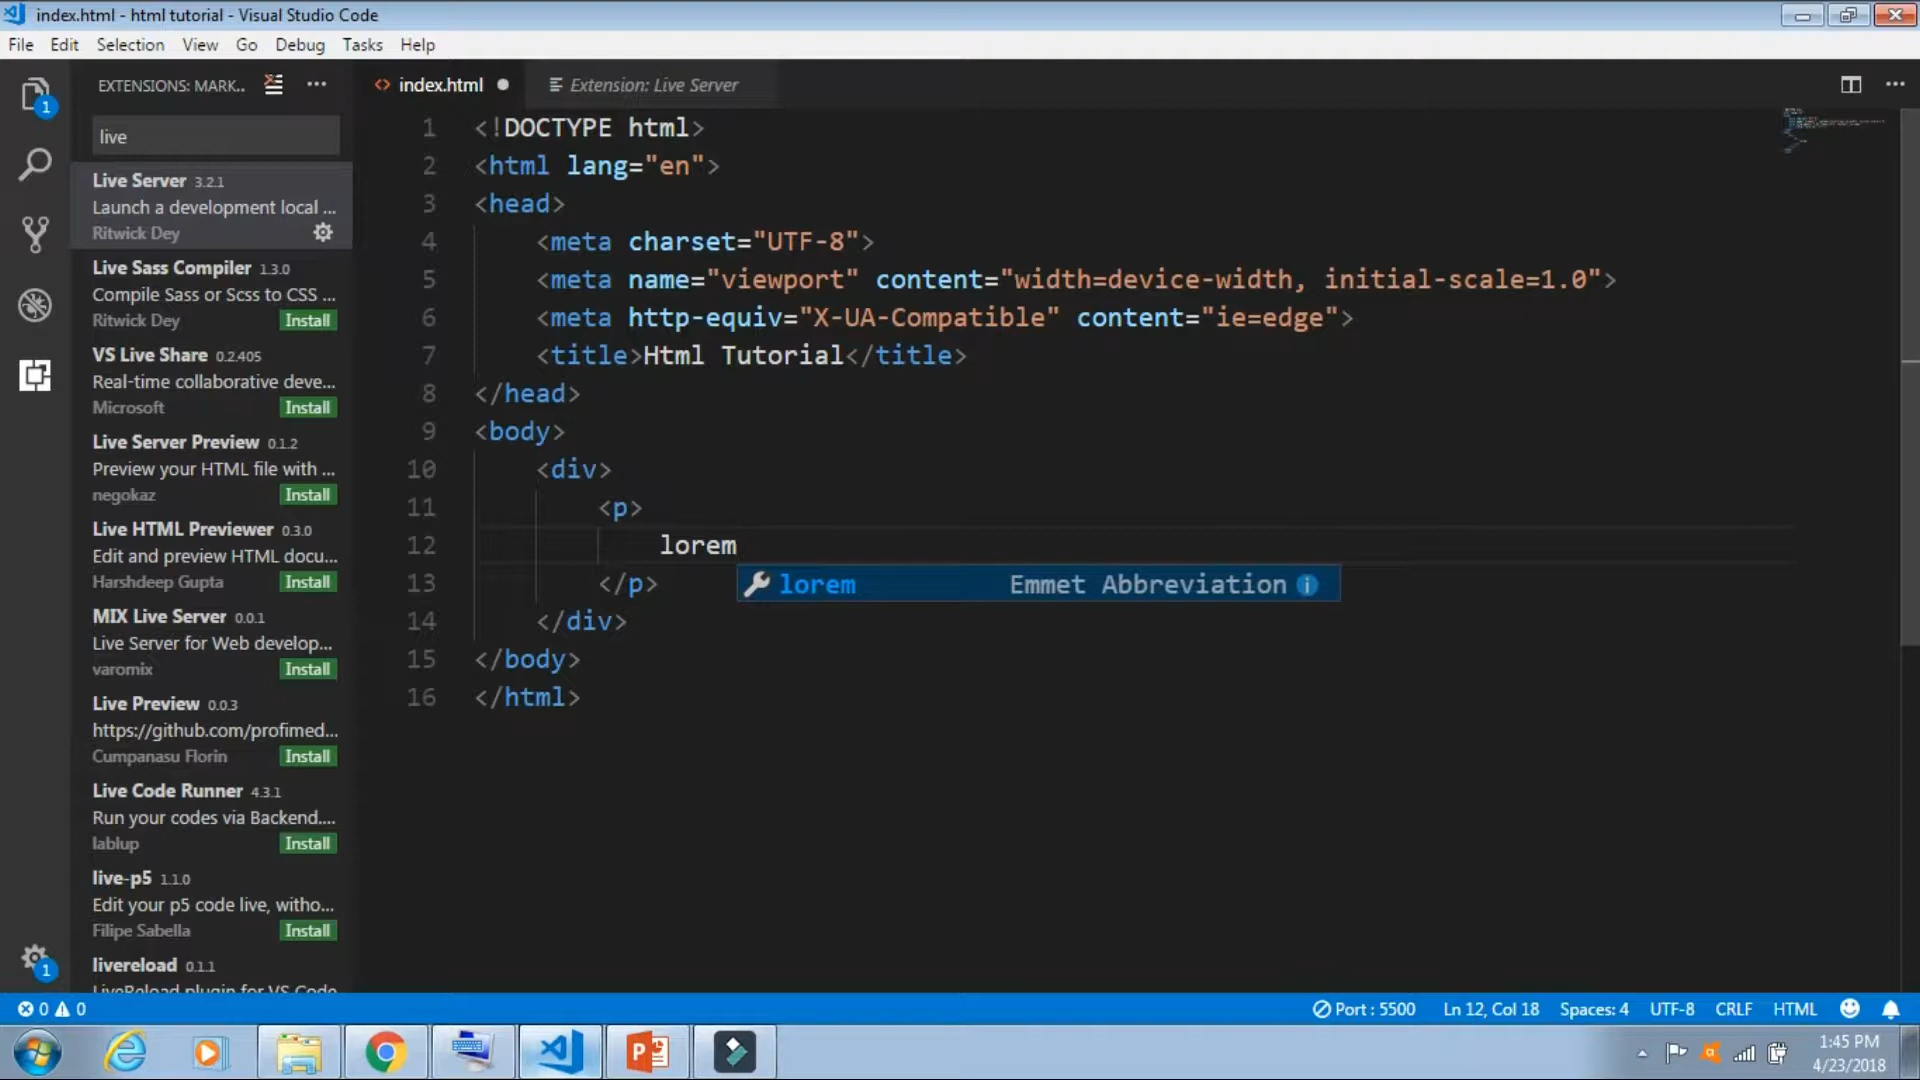 index.html - html tutorial - Visual Studio Code
File Edit Selection View Go Debug Tasks Help
EXTENSIONS: MARK...
live
Live Server 3.2.1
Launch a development local ...
Ritwick Dey
Live Sass Compiler 1.3.0
Compile Sass or Scss to CSS ...
Ritwick Dey Install
VS Live Share 0.2.405
Real-time collaborative deve...
Microsoft Install
Live Server Preview 0.1.2
Preview your HTML file with ...
negokaz Install
Live HTML Previewer 0.3.0
Edit and preview HTML docu...
Harshdeep Gupta Install
MIX Live Server 0.0.1
Live Server for Web develop...
varomix Install
Live Preview 0.0.3
https://github.com/profimed...
Cumpanasu Florin Install
Live Code Runner 4.3.1
Run your codes via Backend....
lablup Install
live-p5 1.1.0
Edit your p5 code live, witho...
Filipe Sabella Install
livereload 0.1.1
LiveReload plugin for VS Code
index.html Extension: Live Server
1 <!DOCTYPE html>
2 <html lang="en">
3 <head>
4 <meta charset="UTF-8">
5 <meta name="viewport" content="width=device-width, initial-scale=1.0">
6 <meta http-equiv="X-UA-Compatible" content="ie=edge">
7 <title>Html Tutorial</title>
8 </head>
9 <body>
10 <div>
11 <p>
12 lorem
13 </p>
lorem Emmet Abbreviation
14 </div>
15 </body>
16 </html>
1
1
0 0 Port : 5500 Ln 12, Col 18 Spaces: 4 UTF-8 CRLF HTML
1:45 PM
4/23/2018